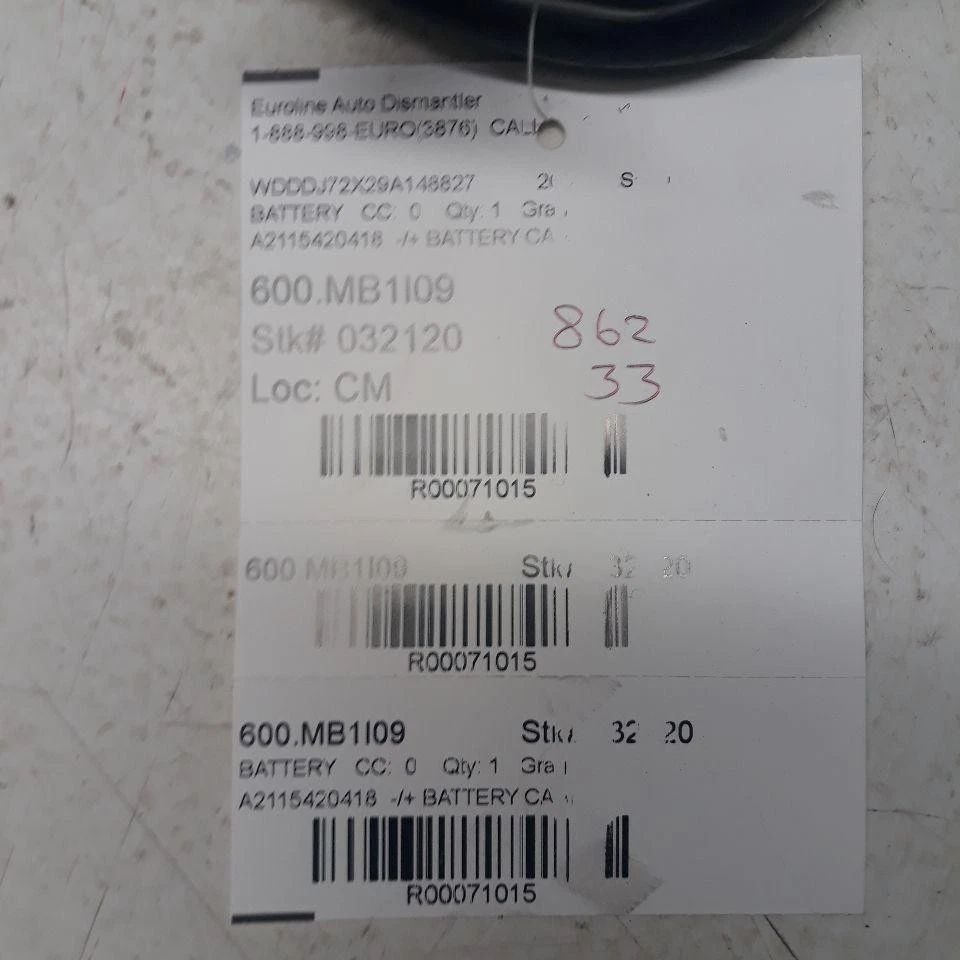 Euroline Auto Dismantler
1-888-998-EURO(3876) CALI
WDDDJ72X29A148827
BATTERY CC: 0 Qty: 1 Gra
A2115420418 -/+ BATTERY CA
600.MB1I09
Stk# 032120
862
Loc: CM
33
R00071015
600 MB1I09 Stk 32 20
R00071015
600.MB1I09 Stk 32 20
BATTERY CC: 0 Qty: 1 Gra
A2115420418 -/+ BATTERY CA
R00071015